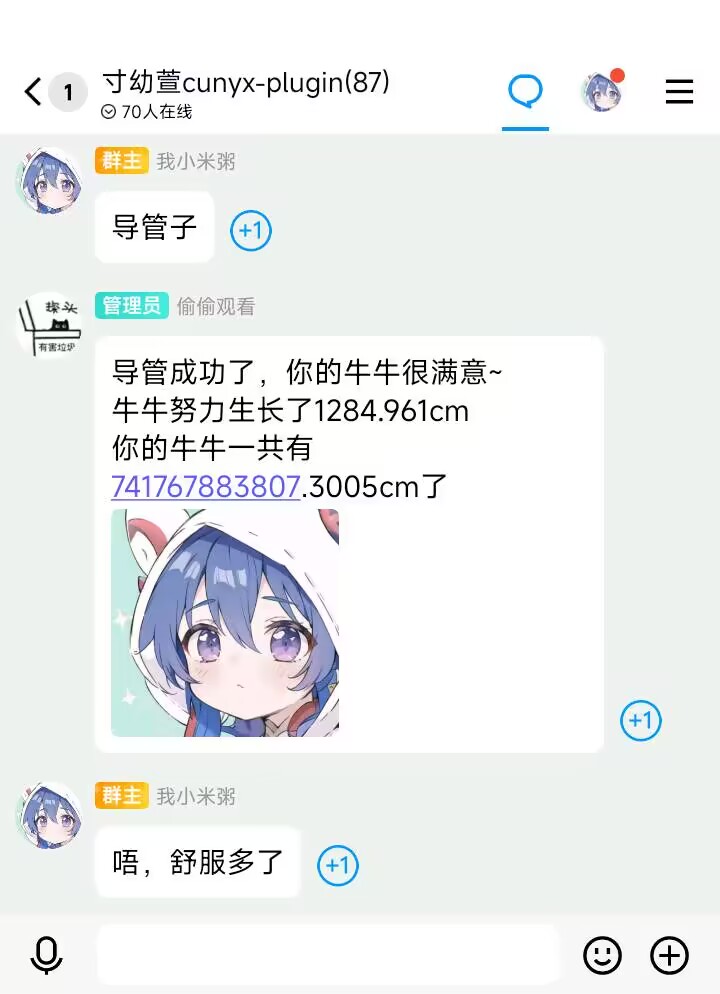 1
寸幼萱cunyx-plugin(87)
70人在线
群主 我小米粥
导管子
+1
探头
有害垃圾
管理员 偷偷观看
导管成功了，你的牛牛很满意~
牛牛努力生长了1284.961cm
你的牛牛一共有
741767883807.3005cm了
+1
群主 我小米粥
唔，舒服多了
+1